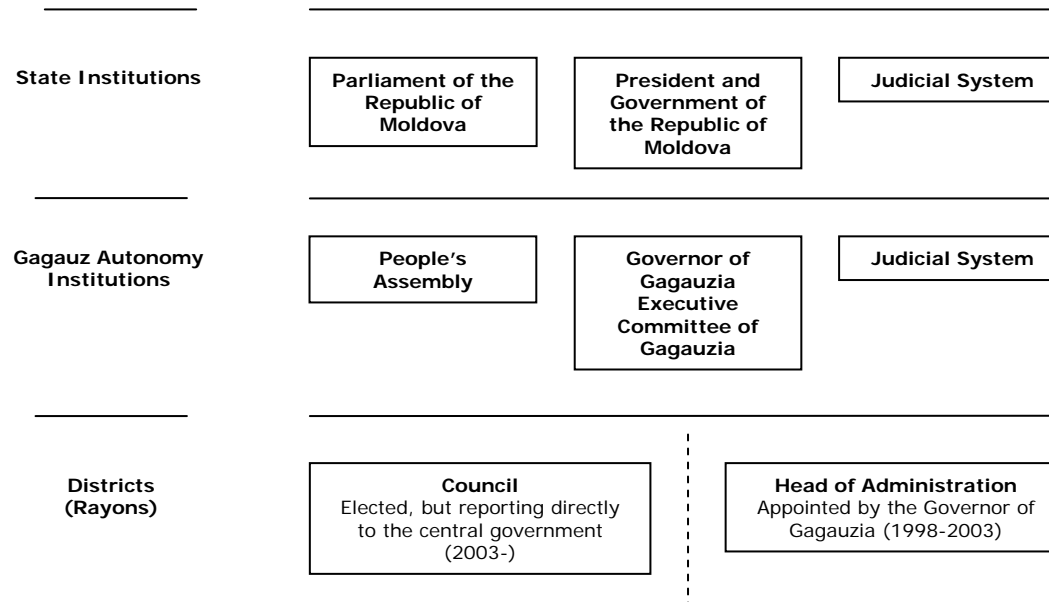 State Institutions
Parliament of the
Republic of
Moldova
President and
Government of
the Republic of
Moldova
Judicial System
Gagauz Autonomy
Institutions
People's
Assembly
Governor of
Gagauzia
Executive
Committee of
Gagauzia
Judicial System
Districts
(Rayons)
Council
Elected, but reporting directly
to the central government
(2003-)
Head of Administration
Appointed by the Governor of
Gagauzia (1998-2003)